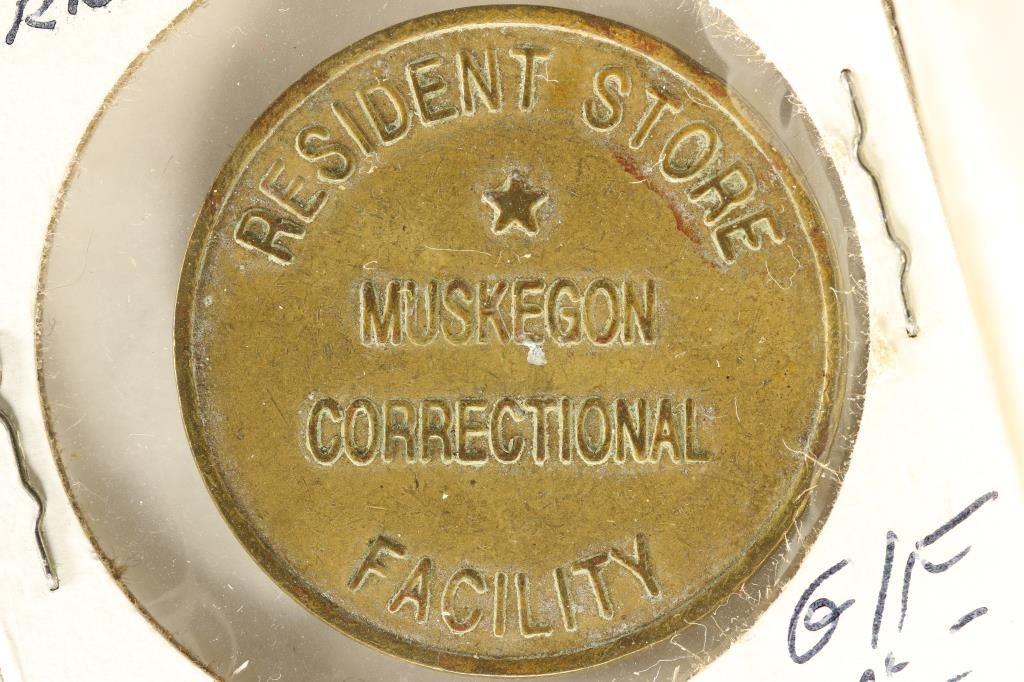 RESIDENT STORE
MUSKEGON
CORRECTIONAL
FACILITY
G/F